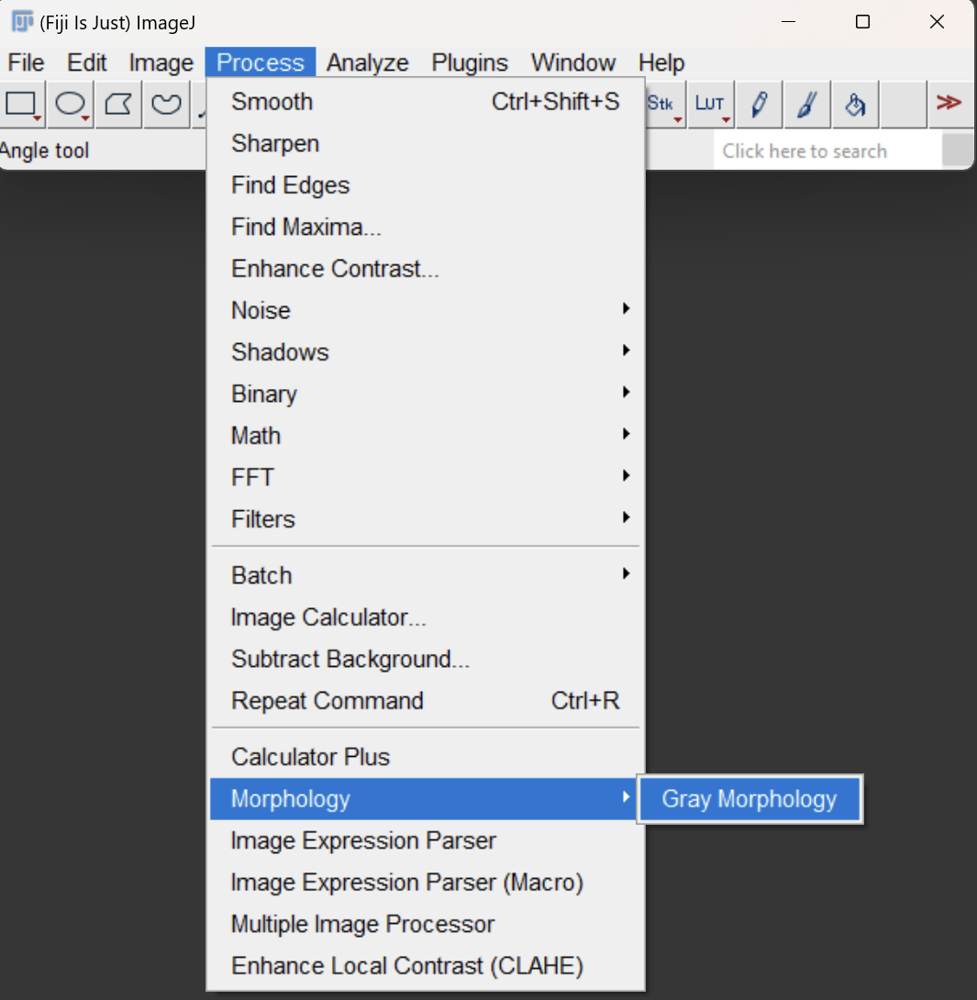 (Fiji Is Just) ImageJ
File Edit Image Process Analyze Plugins Window Help
Stk LUT
Angle tool
Click here to search
Smooth Ctrl+Shift+S
Sharpen
Find Edges
Find Maxima...
Enhance Contrast...
Noise
Shadows
Binary
Math
FFT
Filters
Batch
Image Calculator...
Subtract Background...
Repeat Command Ctrl+R
Calculator Plus
Morphology
Gray Morphology
Image Expression Parser
Image Expression Parser (Macro)
Multiple Image Processor
Enhance Local Contrast (CLAHE)